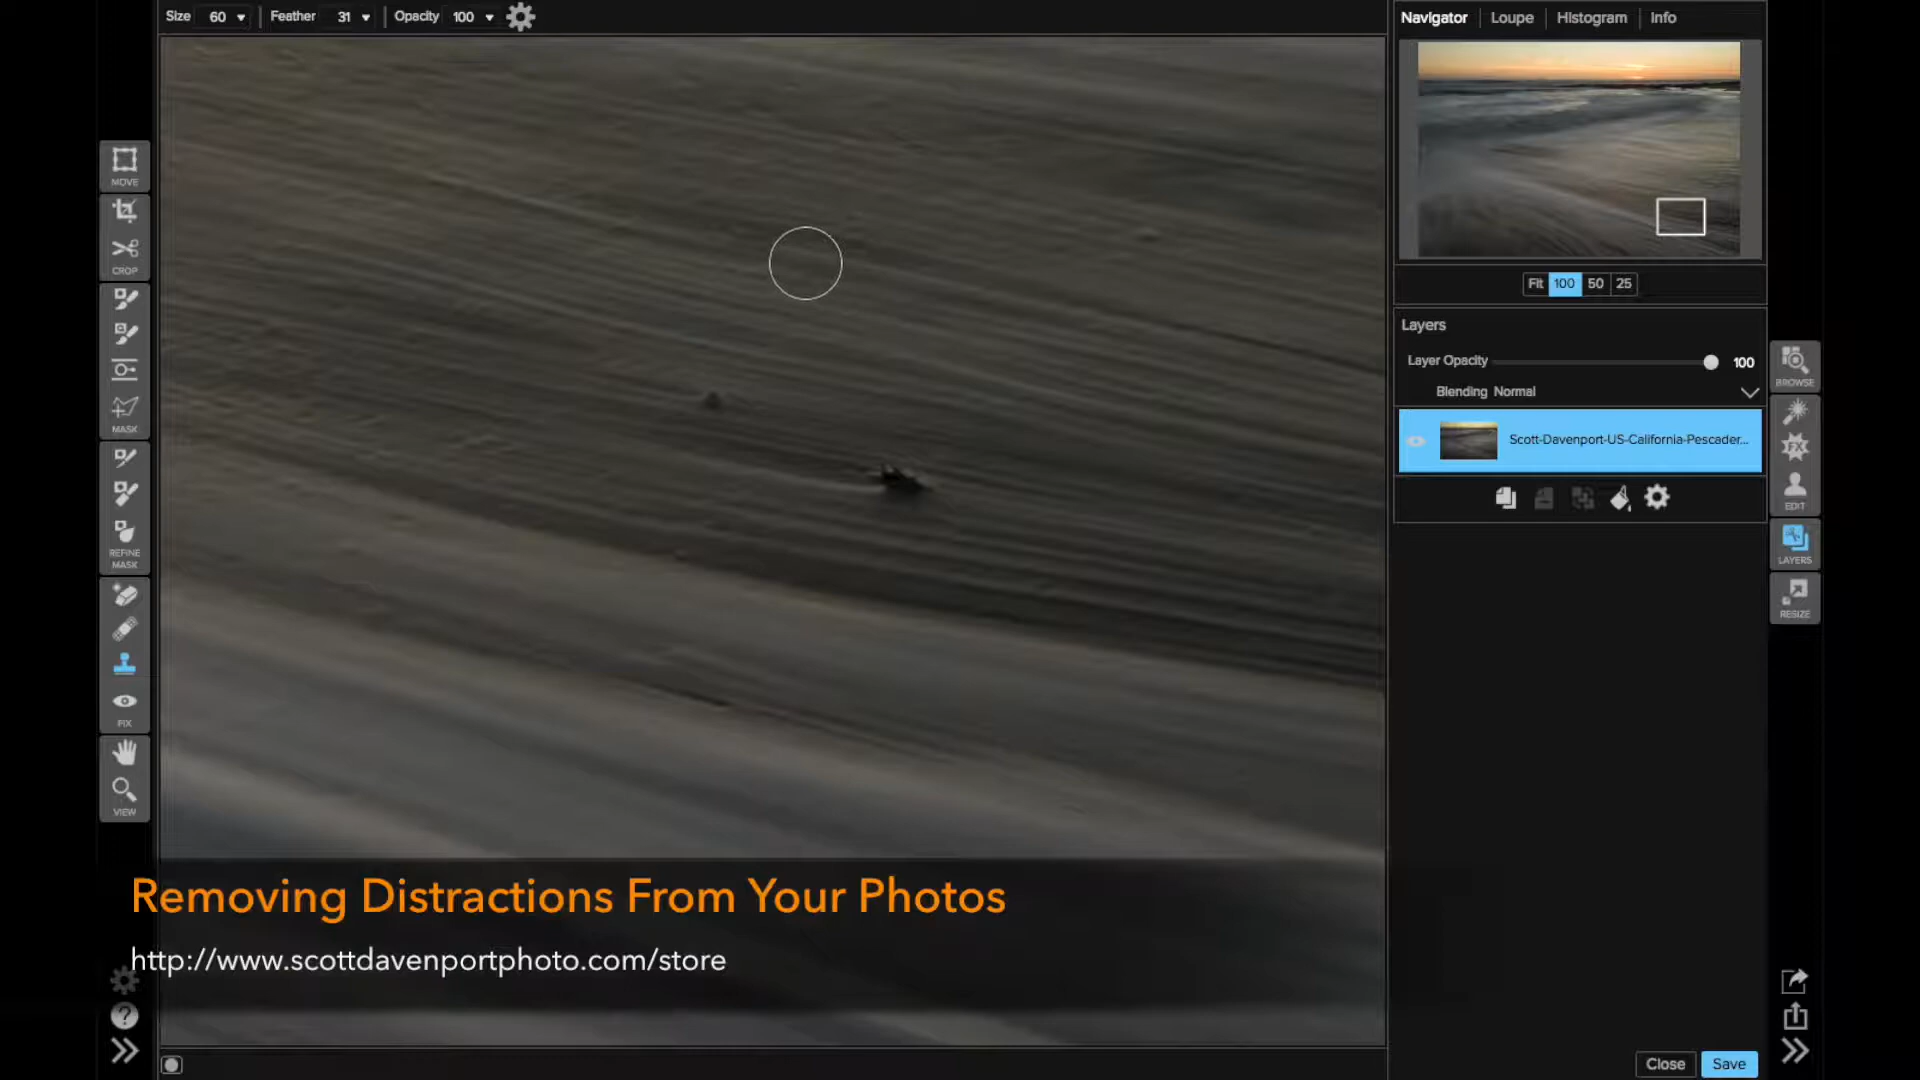 Size 60 Feather 31 Opacity 100
Navigator Loupe Histogram Info
Fit 100 50 25
Layers
Layer Opacity 100
Blending Normal
Scott-Davenport-US-California-Pescader...
MOVE
CROP
MASK
REFINE
MASK
FIX
VIEW
BROWSE
FX
EDIT
LAYERS
RESIZE
Removing Distractions From Your Photos
http://www.scottdavenportphoto.com/store
?
Close Save